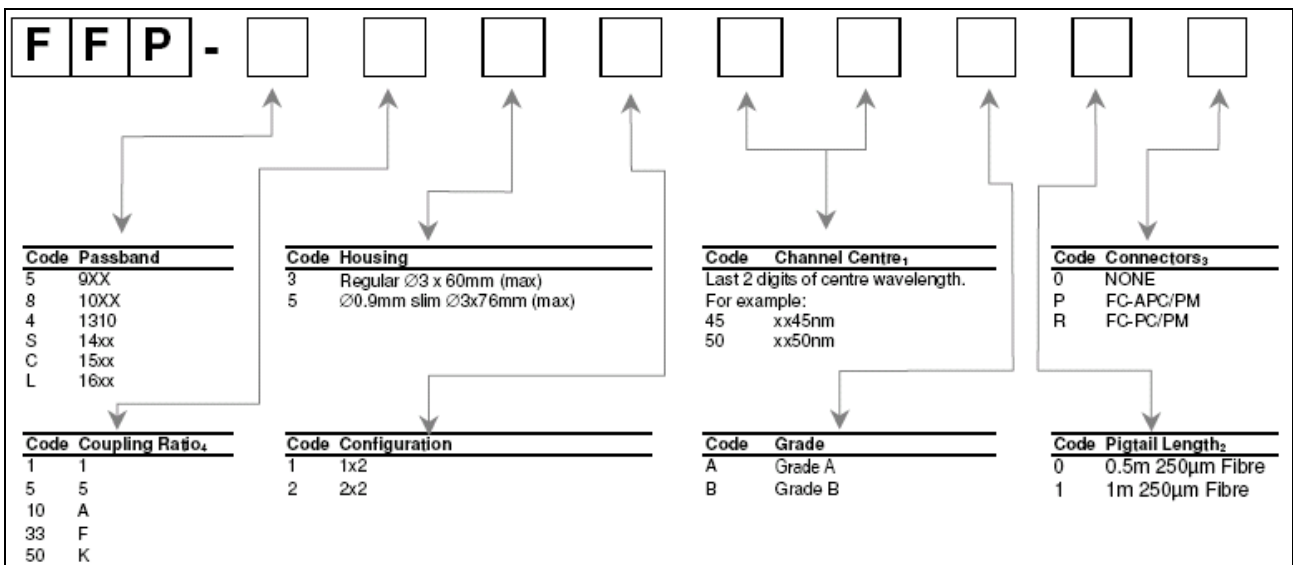 F F P -
Code Passband
5 9XX
8 10XX
4 1310
S 14xx
C 15xx
L 16xx
Code Housing
3 Regular ∅3 x 60mm (max)
5 ∅0.9mm slim ∅3x76mm (max)
Code Channel Centre₁
Last 2 digits of centre wavelength.
For example:
45 xx45nm
50 xx50nm
Code Connectors₃
0 NONE
P FC-APC/PM
R FC-PC/PM
Code Coupling Ratio₄
1 1
5 5
10 A
33 F
50 K
Code Configuration
1 1x2
2 2x2
Code Grade
A Grade A
B Grade B
Code Pigtail Length₂
0 0.5m 250µm Fibre
1 1m 250µm Fibre